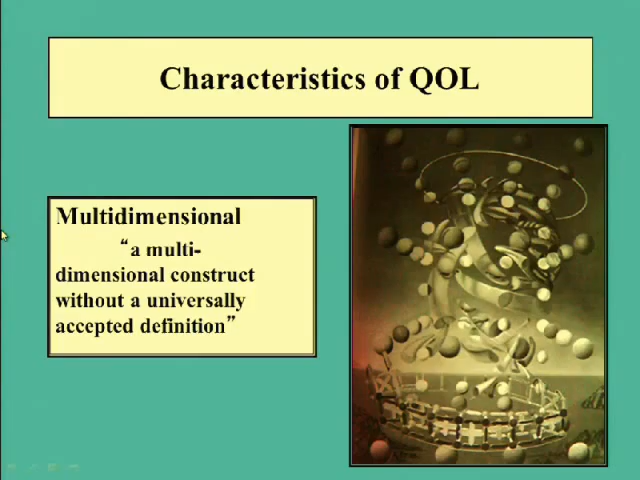 Characteristics of QOL
Multidimensional
“a multi-
dimensional construct
without a universally
accepted definition”